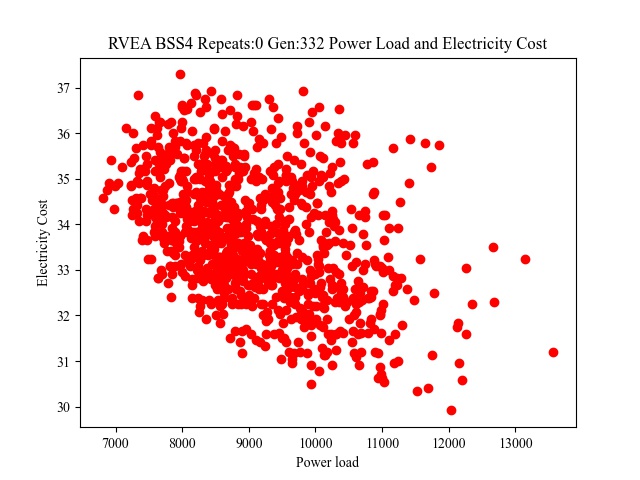 RVEA BSS4 Repeats:0 Gen:332 Power Load and Electricity Cost
37
36
35
34
33
32
31
30
Electricity Cost
7000 8000 9000 10000 11000 12000 13000
Power load